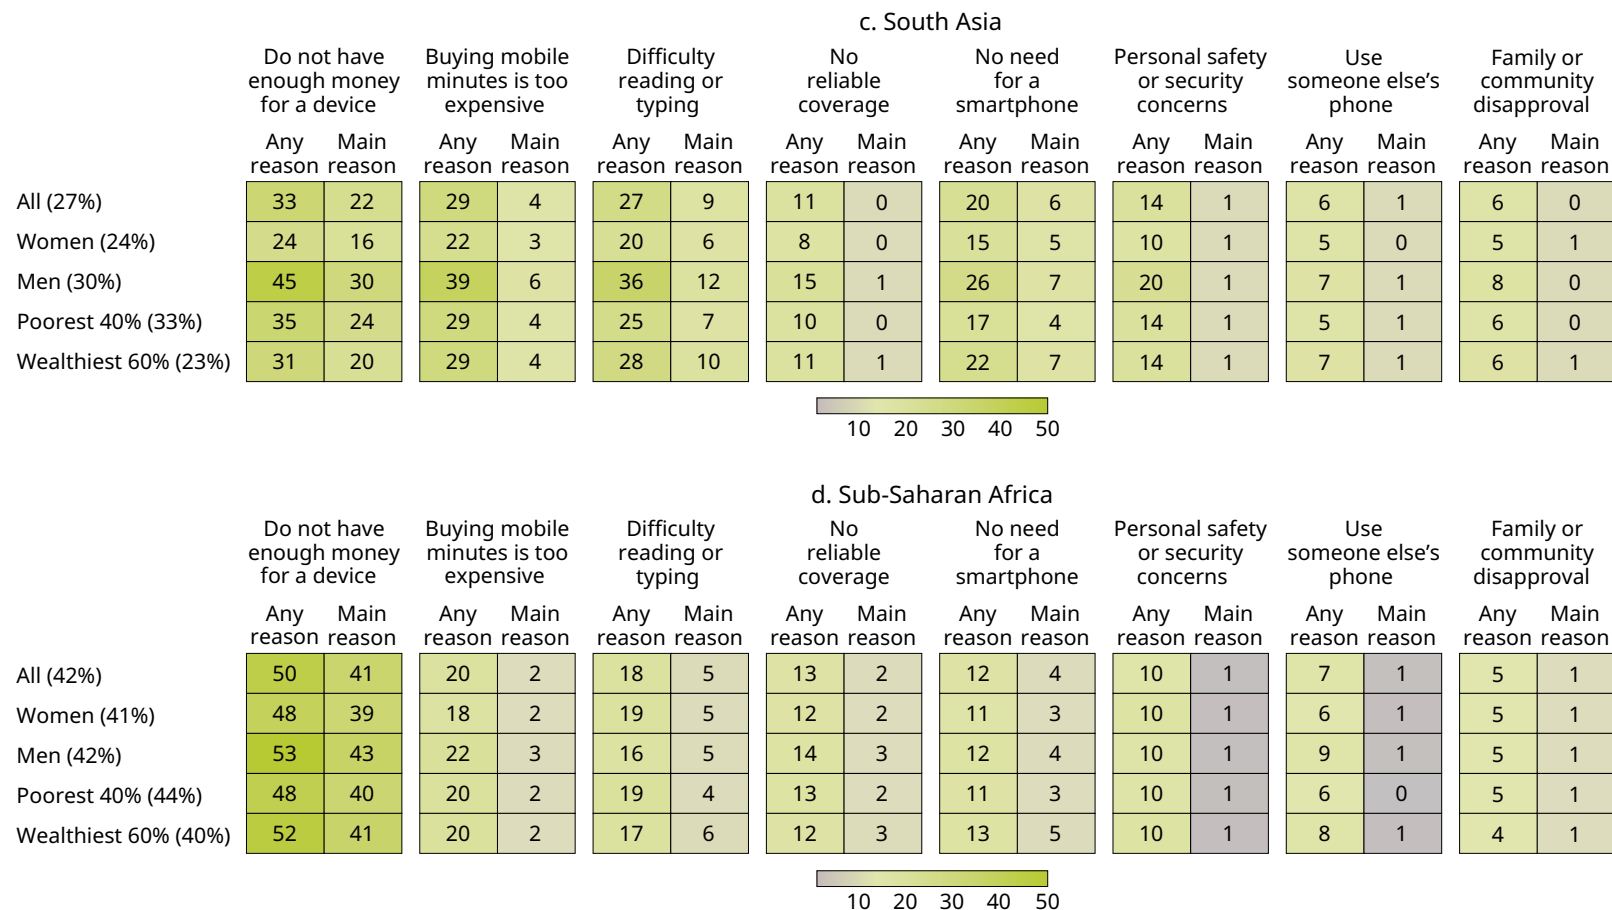 c. South Asia
Do not have Buying mobile Difficulty No No need Personal safety Use Family or
enough money minutes is too reading or reliable for a or security someone else’s community
for a device expensive typing coverage smartphone concerns phone disapproval
Any Main Any Main Any Main Any Main Any Main Any Main Any Main Any Main
reason reason reason reason reason reason reason reason reason reason reason reason reason reason reason reason
All (27%) 33 22 29 4 27 9 11 0 20 6 14 1 6 1 6 0
Women (24%) 24 16 22 3 20 6 8 0 15 5 10 1 5 0 5 1
Men (30%) 45 30 39 6 36 12 15 1 26 7 20 1 7 1 8 0
Poorest 40% (33%) 35 24 29 4 25 7 10 0 17 4 14 1 5 1 6 0
Wealthiest 60% (23%) 31 20 29 4 28 10 11 1 22 7 14 1 7 1 6 1
10 20 30 40 50
d. Sub-Saharan Africa
Do not have Buying mobile Difficulty No No need Personal safety Use Family or
enough money minutes is too reading or reliable for a or security someone else’s community
for a device expensive typing coverage smartphone concerns phone disapproval
Any Main Any Main Any Main Any Main Any Main Any Main Any Main Any Main
reason reason reason reason reason reason reason reason reason reason reason reason reason reason reason reason
All (42%) 50 41 20 2 18 5 13 2 12 4 10 1 7 1 5 1
Women (41%) 48 39 18 2 19 5 12 2 11 3 10 1 6 1 5 1
Men (42%) 53 43 22 3 16 5 14 3 12 4 10 1 9 1 5 1
Poorest 40% (44%) 48 40 20 2 19 4 13 2 11 3 10 1 6 0 5 1
Wealthiest 60% (40%) 52 41 20 2 17 6 12 3 13 5 10 1 8 1 4 1
10 20 30 40 50